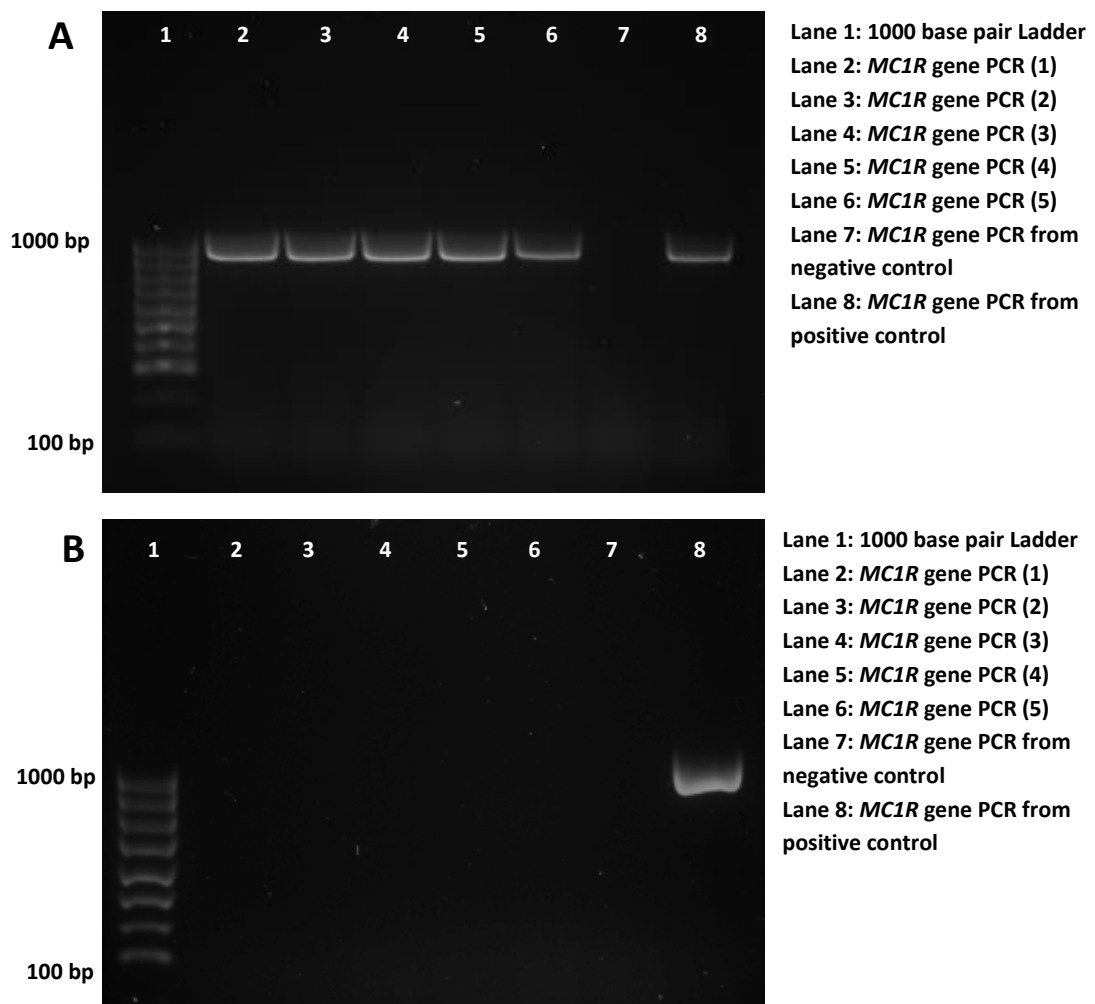 A
1 2 3 4 5 6 7 8
1000 bp
100 bp
Lane 1: 1000 base pair Ladder
Lane 2: MC1R gene PCR (1)
Lane 3: MC1R gene PCR (2)
Lane 4: MC1R gene PCR (3)
Lane 5: MC1R gene PCR (4)
Lane 6: MC1R gene PCR (5)
Lane 7: MC1R gene PCR from
negative control
Lane 8: MC1R gene PCR from
positive control
B
1 2 3 4 5 6 7 8
1000 bp
100 bp
Lane 1: 1000 base pair Ladder
Lane 2: MC1R gene PCR (1)
Lane 3: MC1R gene PCR (2)
Lane 4: MC1R gene PCR (3)
Lane 5: MC1R gene PCR (4)
Lane 6: MC1R gene PCR (5)
Lane 7: MC1R gene PCR from
negative control
Lane 8: MC1R gene PCR from
positive control